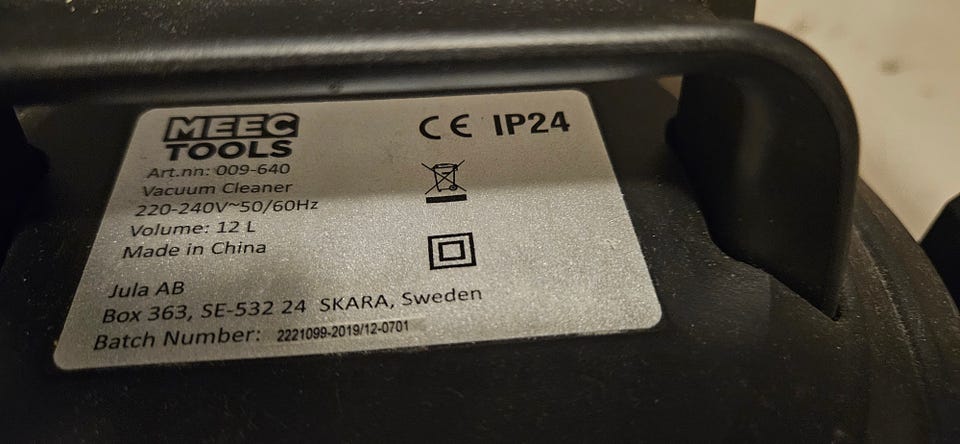 MEEC
TOOLS
CE IP24
Art.nn: 009-640
Vacuum Cleaner
220-240V~50/60Hz
Volume: 12 L
Made in China
Jula AB
Box 363, SE-532 24 SKARA, Sweden
Batch Number: 2221099-2019/12-0701